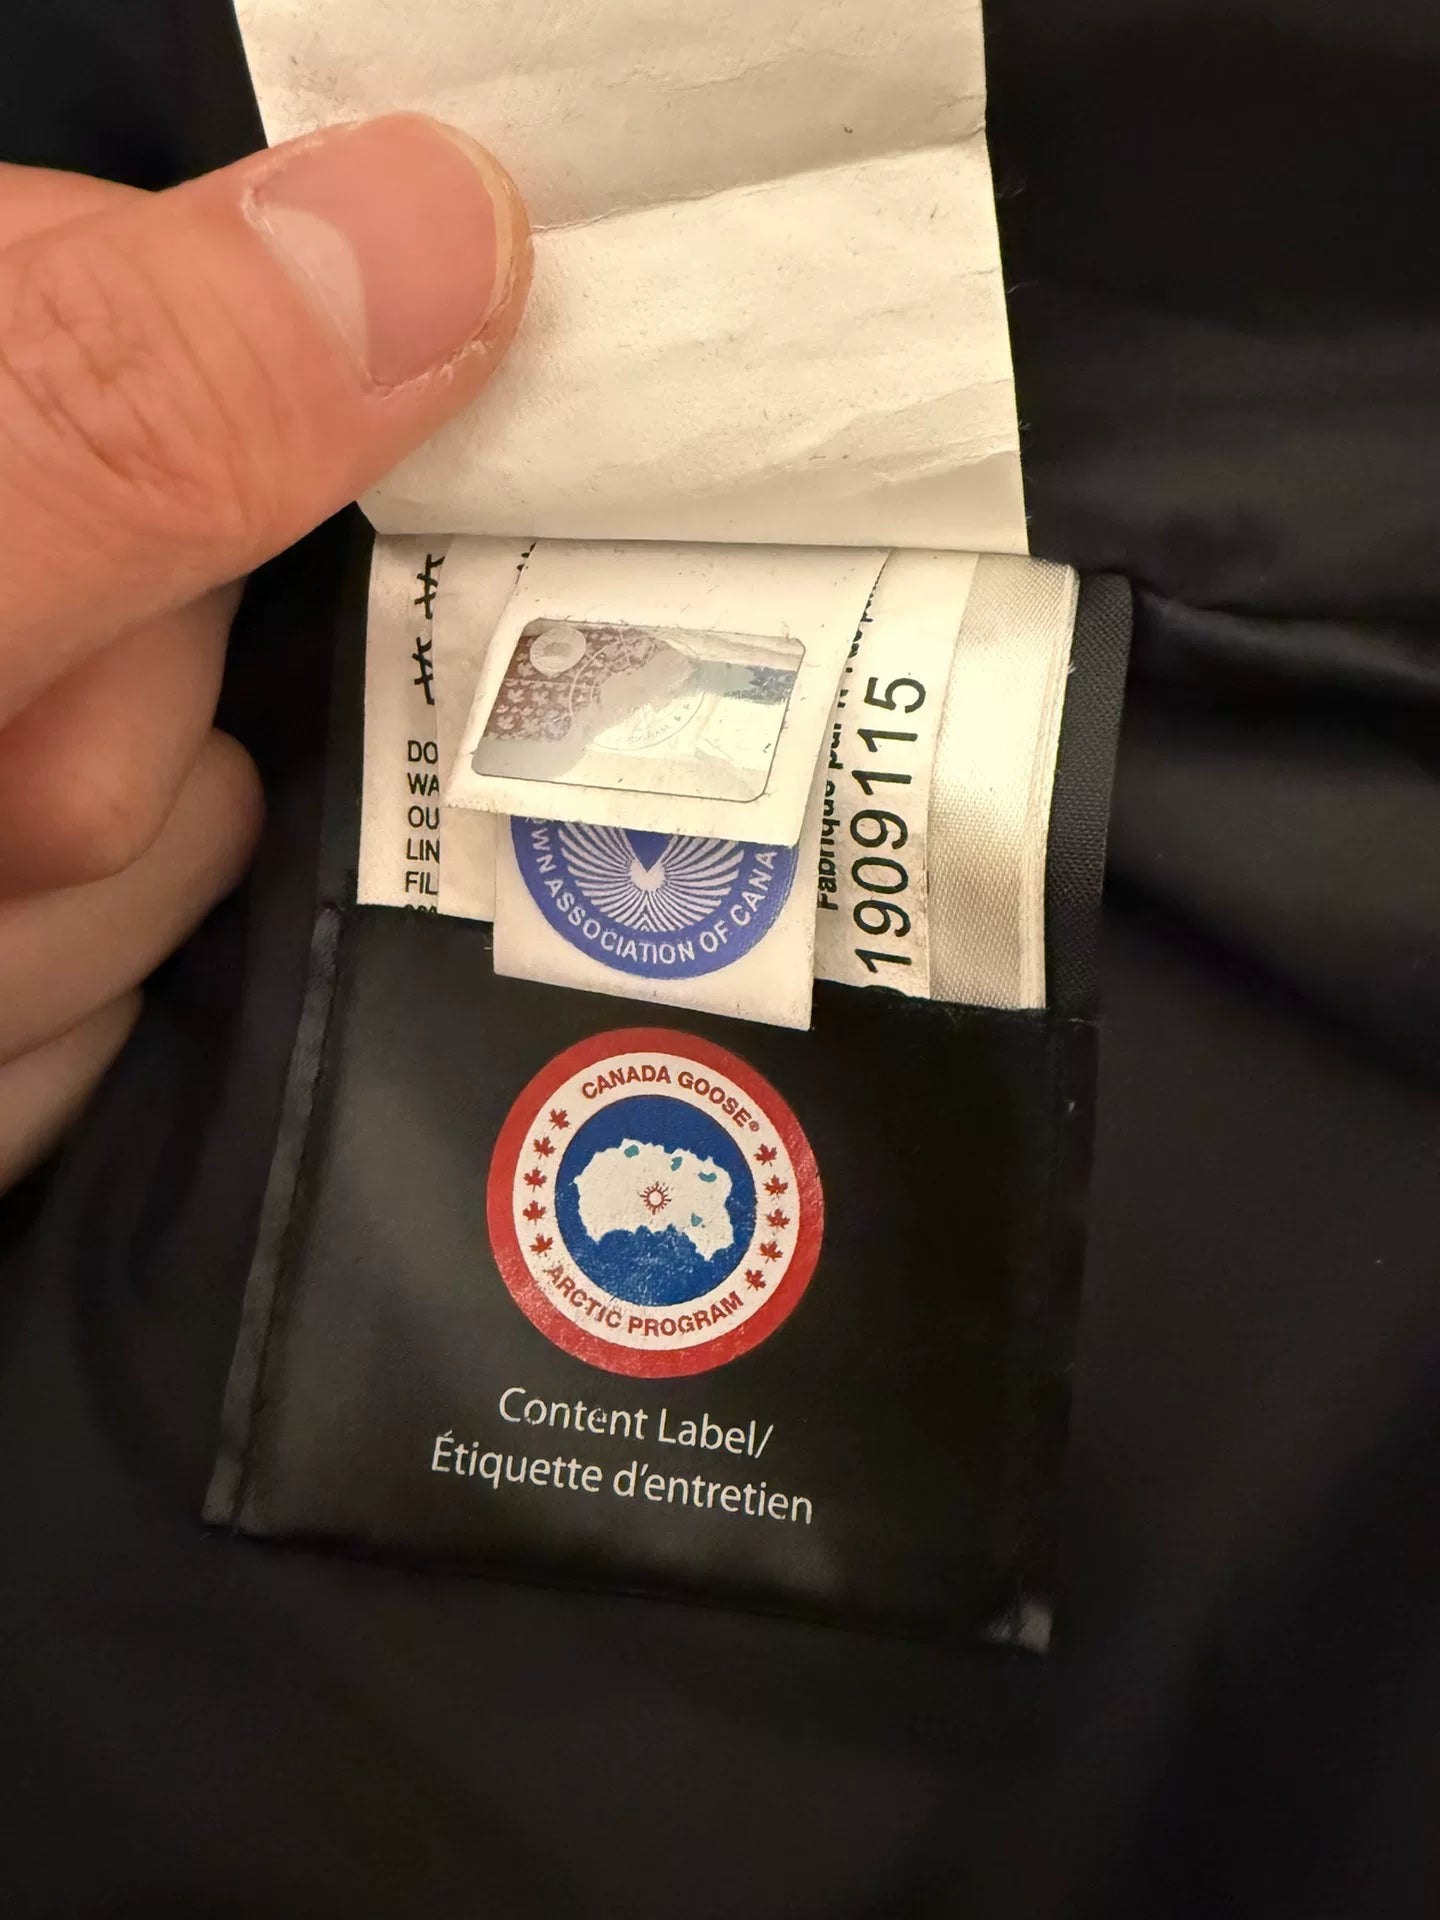 DO
WA
OU
LIN
FIL
OWN ASSOCIATION OF CANA
Fabriqué par
1909115
CANADA GOOSE®
ARCTIC PROGRAM
Content Label/
Étiquette d'entretien